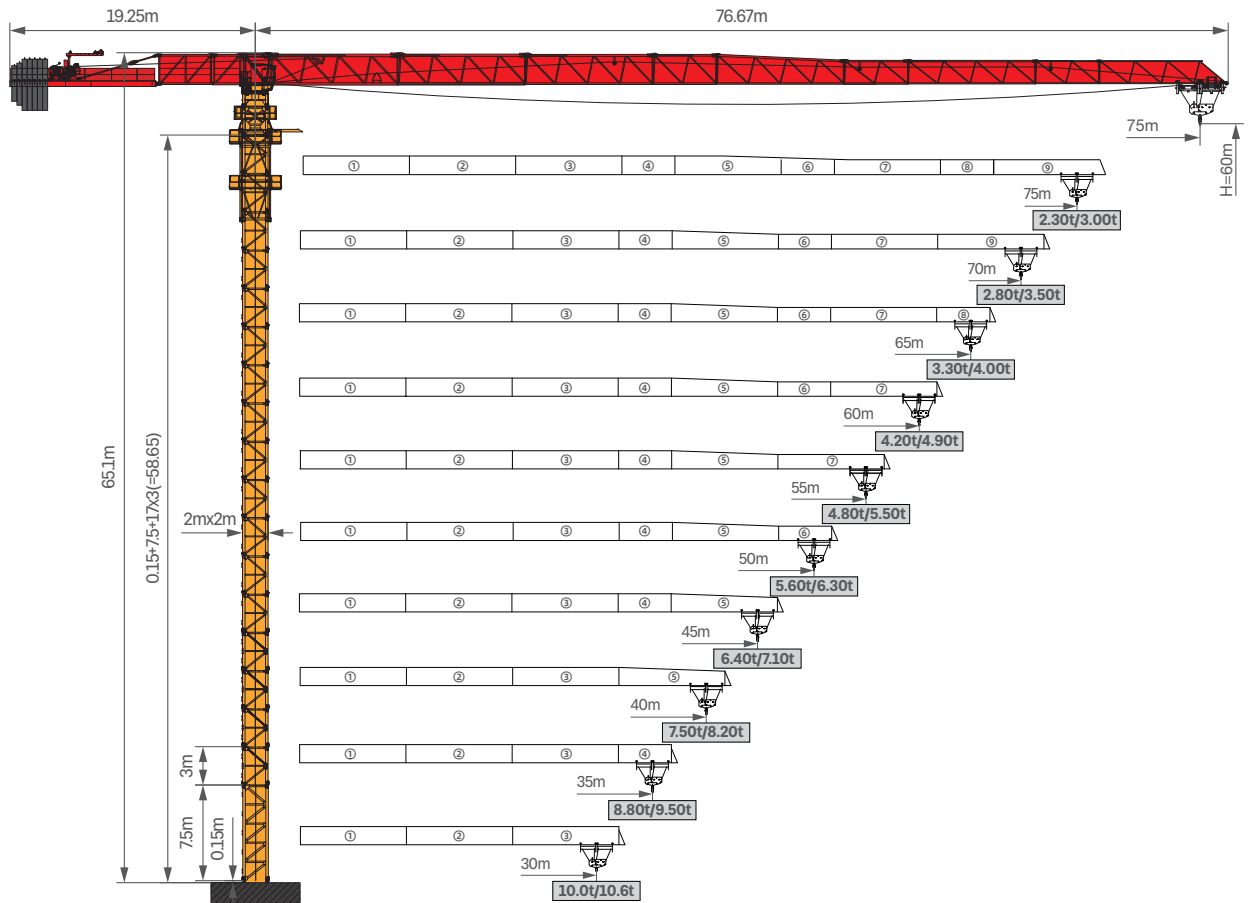 19.25m
76.67m
75m
H=60m
① ② ③ ④ ⑤ ⑥ ⑦ ⑧ ⑨
75m
2.30t/3.00t
① ② ③ ④ ⑤ ⑥ ⑦ ⑨
70m
2.80t/3.50t
① ② ③ ④ ⑤ ⑥ ⑦ ⑧
65m
3.30t/4.00t
① ② ③ ④ ⑤ ⑥ ⑦
60m
4.20t/4.90t
① ② ③ ④ ⑤ ⑦
55m
4.80t/5.50t
① ② ③ ④ ⑤ ⑥
50m
5.60t/6.30t
① ② ③ ④ ⑤
45m
6.40t/7.10t
① ② ③ ⑤
40m
7.50t/8.20t
① ② ③ ④
35m
8.80t/9.50t
① ② ③
30m
10.0t/10.6t
65.1m
0.15+7.5+17x3(=58.65)
2mx2m
3m
7.5m
0.15m